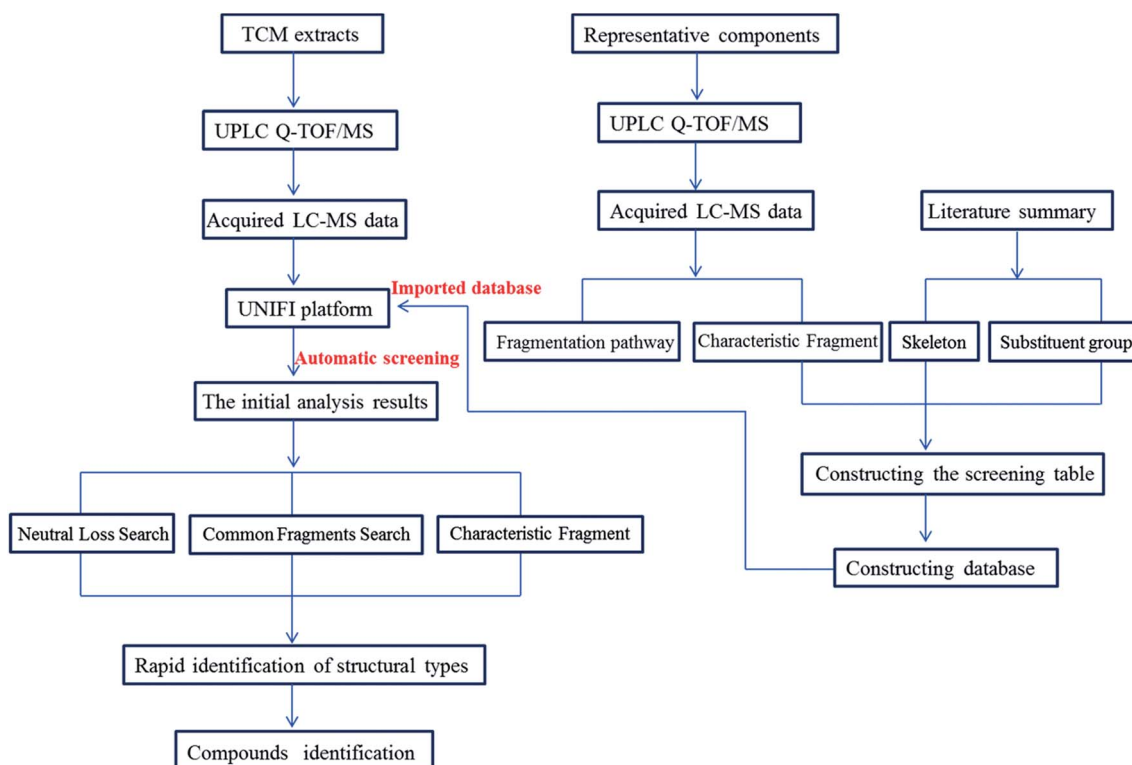 TCM extracts
Representative components
UPLC Q-TOF/MS
UPLC Q-TOF/MS
Acquired LC-MS data
Acquired LC-MS data
Literature summary
Imported database
UNIFI platform
Fragmentation pathway
Characteristic Fragment
Skeleton
Substituent group
Automatic screening
The initial analysis results
Constructing the screening table
Neutral Loss Search
Common Fragments Search
Characteristic Fragment
Constructing database
Rapid identification of structural types
Compounds identification